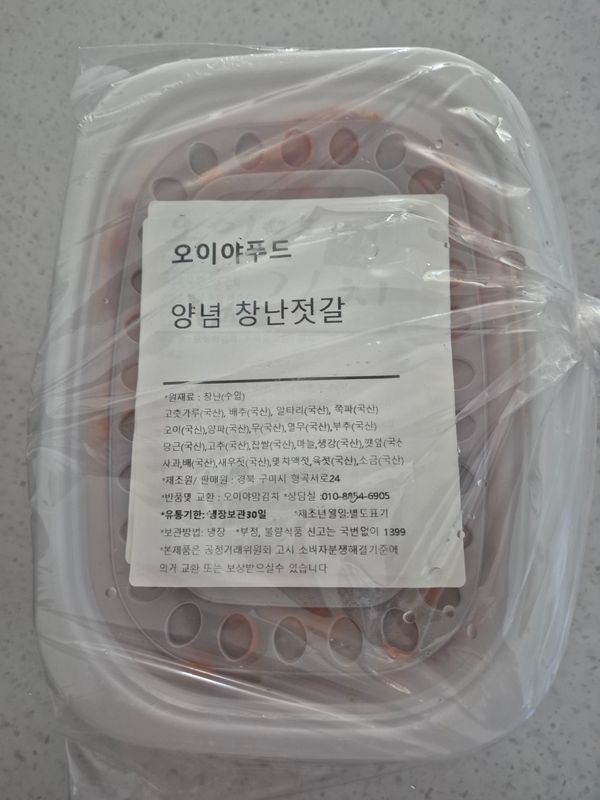 오이야푸드
양념 창난젓갈
*원재료 : 창난(수입)
고춧가루(국산), 배추(국산), 알타리(국산), 쪽파(국산)
오이(국산),양파(국산),무(국산),열무(국산),부추(국산)
당근(국산),고추(국산),찹쌀(국산),마늘,생강(국산),깻잎(국산
사과,배(국산),새우젓(국산),몇치액젓,육젓(국산),소금(국산)
*제조원/ 판매원 : 경북 구미시 형곡서로24
*반품몇 교환 : 오이야맘김치 *상담실 :010-8854-6905
*유통기한: 냉장보관30일 *제조년월일:별도표기
*보관방법: 냉장 *부정, 불량식품 신고는 국번없이 1399
*본제품은 공정거래위원회 고시 소비자분쟁해결기준에
의거 교환 또는 보상받으실수 있습니다